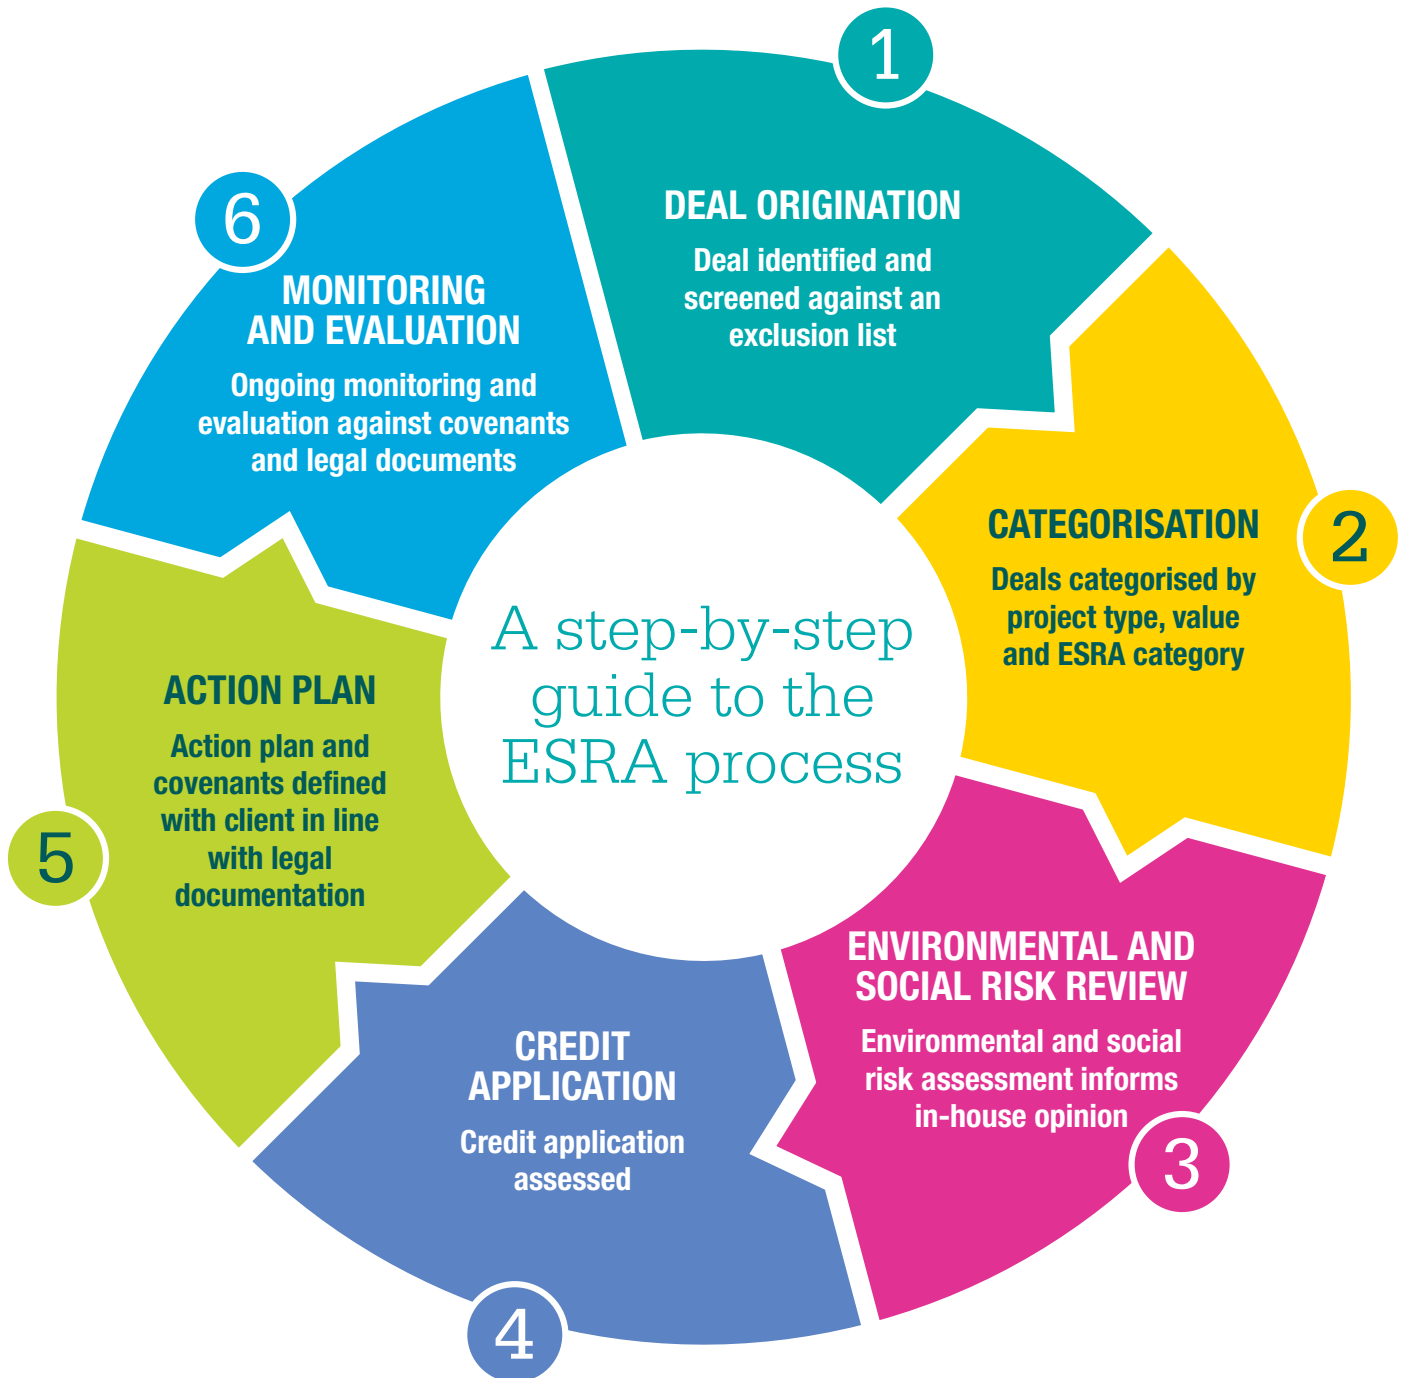 A step-by-step
guide to the
ESRA process
1
DEAL ORIGINATION
Deal identified and
screened against an
exclusion list
2
CATEGORISATION
Deals categorised by
project type, value
and ESRA category
3
ENVIRONMENTAL AND
SOCIAL RISK REVIEW
Environmental and social
risk assessment informs
in-house opinion
4
CREDIT
APPLICATION
Credit application
assessed
5
ACTION PLAN
Action plan and
covenants defined
with client in line
with legal
documentation
6
MONITORING
AND EVALUATION
Ongoing monitoring and
evaluation against covenants
and legal documents